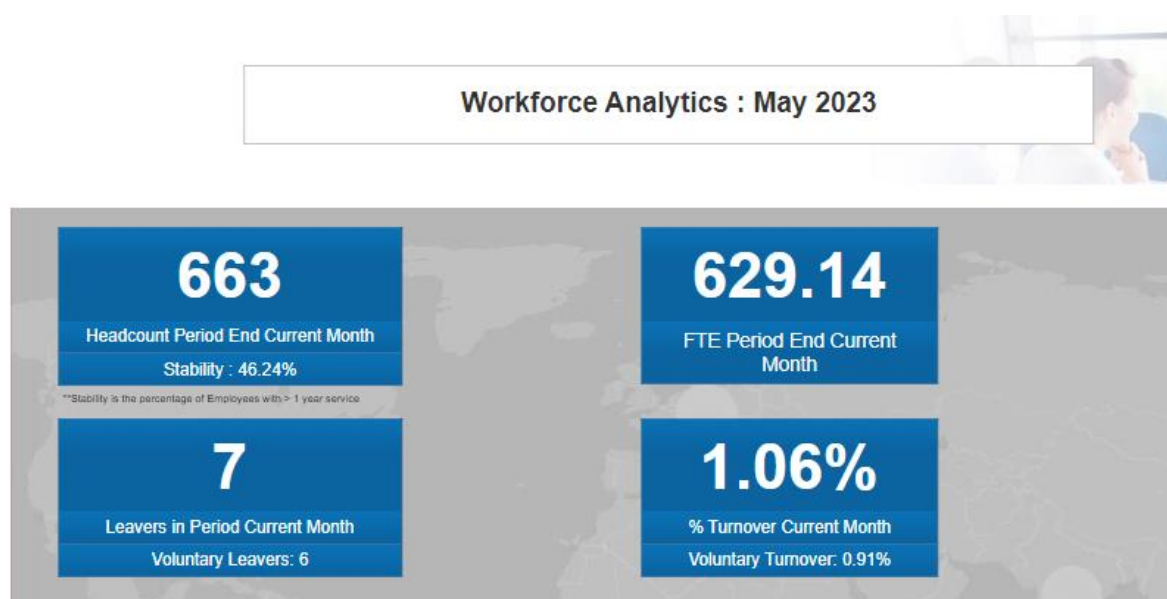 Workforce Analytics : May 2023
663
Headcount Period End Current Month
Stability : 46.24%
**Stability is the percentage of Employees with > 1 year service
629.14
FTE Period End Current
Month
7
Leavers in Period Current Month
Voluntary Leavers: 6
1.06%
% Turnover Current Month
Voluntary Turnover: 0.91%